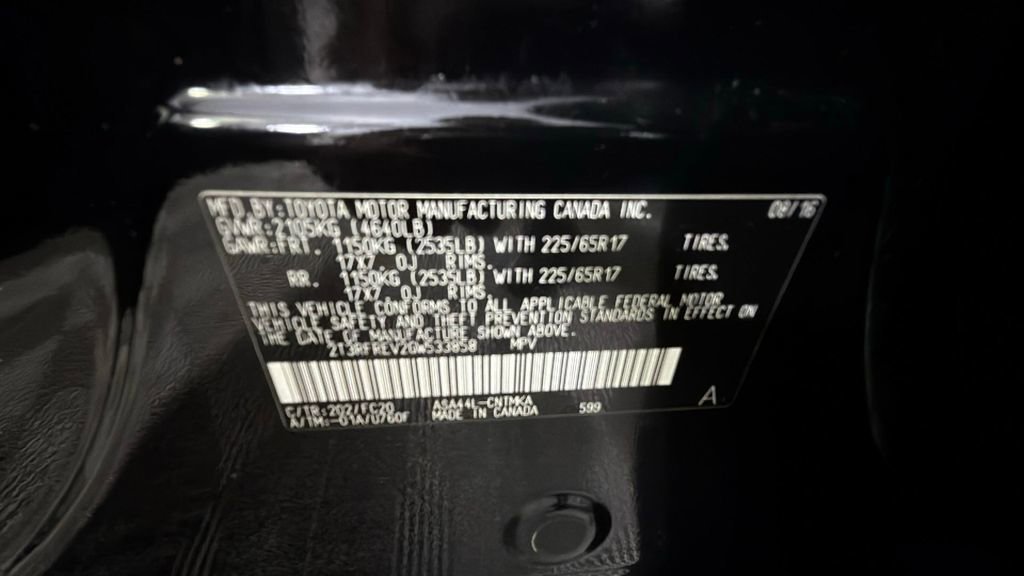 MFD. BY: TOYOTA MOTOR MANUFACTURING CANADA INC. 08/16
GVWR: 2105KG (4640LB)
GAWR: FRT. 1150KG (2535LB) WITH 225/65R17 TIRES,
17X7.0J RIMS,
RR. 1150KG (2535LB) WITH 225/65R17 TIRES,
17X7.0J RIMS,
THIS VEHICLE CONFORMS TO ALL APPLICABLE FEDERAL MOTOR
VEHICLE SAFETY AND THEFT PREVENTION STANDARDS IN EFFECT ON
THE DATE OF MANUFACTURE SHOWN ABOVE.
MPV
C/TR: 202/FC20 ASA44L-CNTMKA A
A/TM: -01A/U760F MADE IN CANADA 599